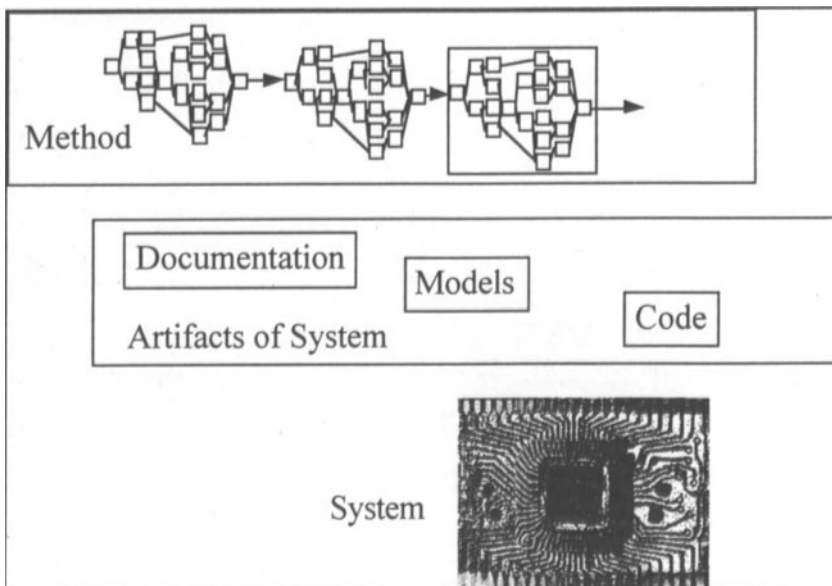 Method
Documentation
Models
Code
Artifacts of System
System